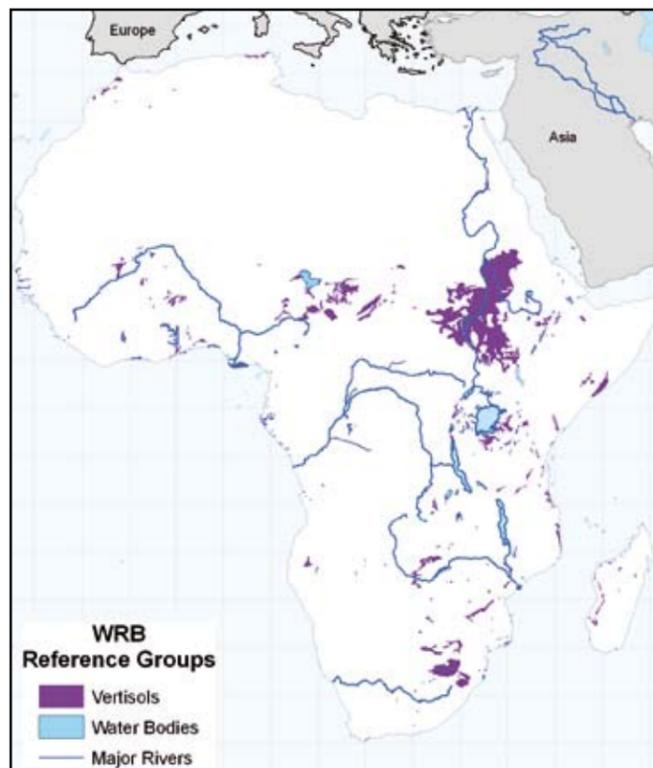 Europe
Asia
WRB
Reference Groups
Vertisols
Water Bodies
Major Rivers